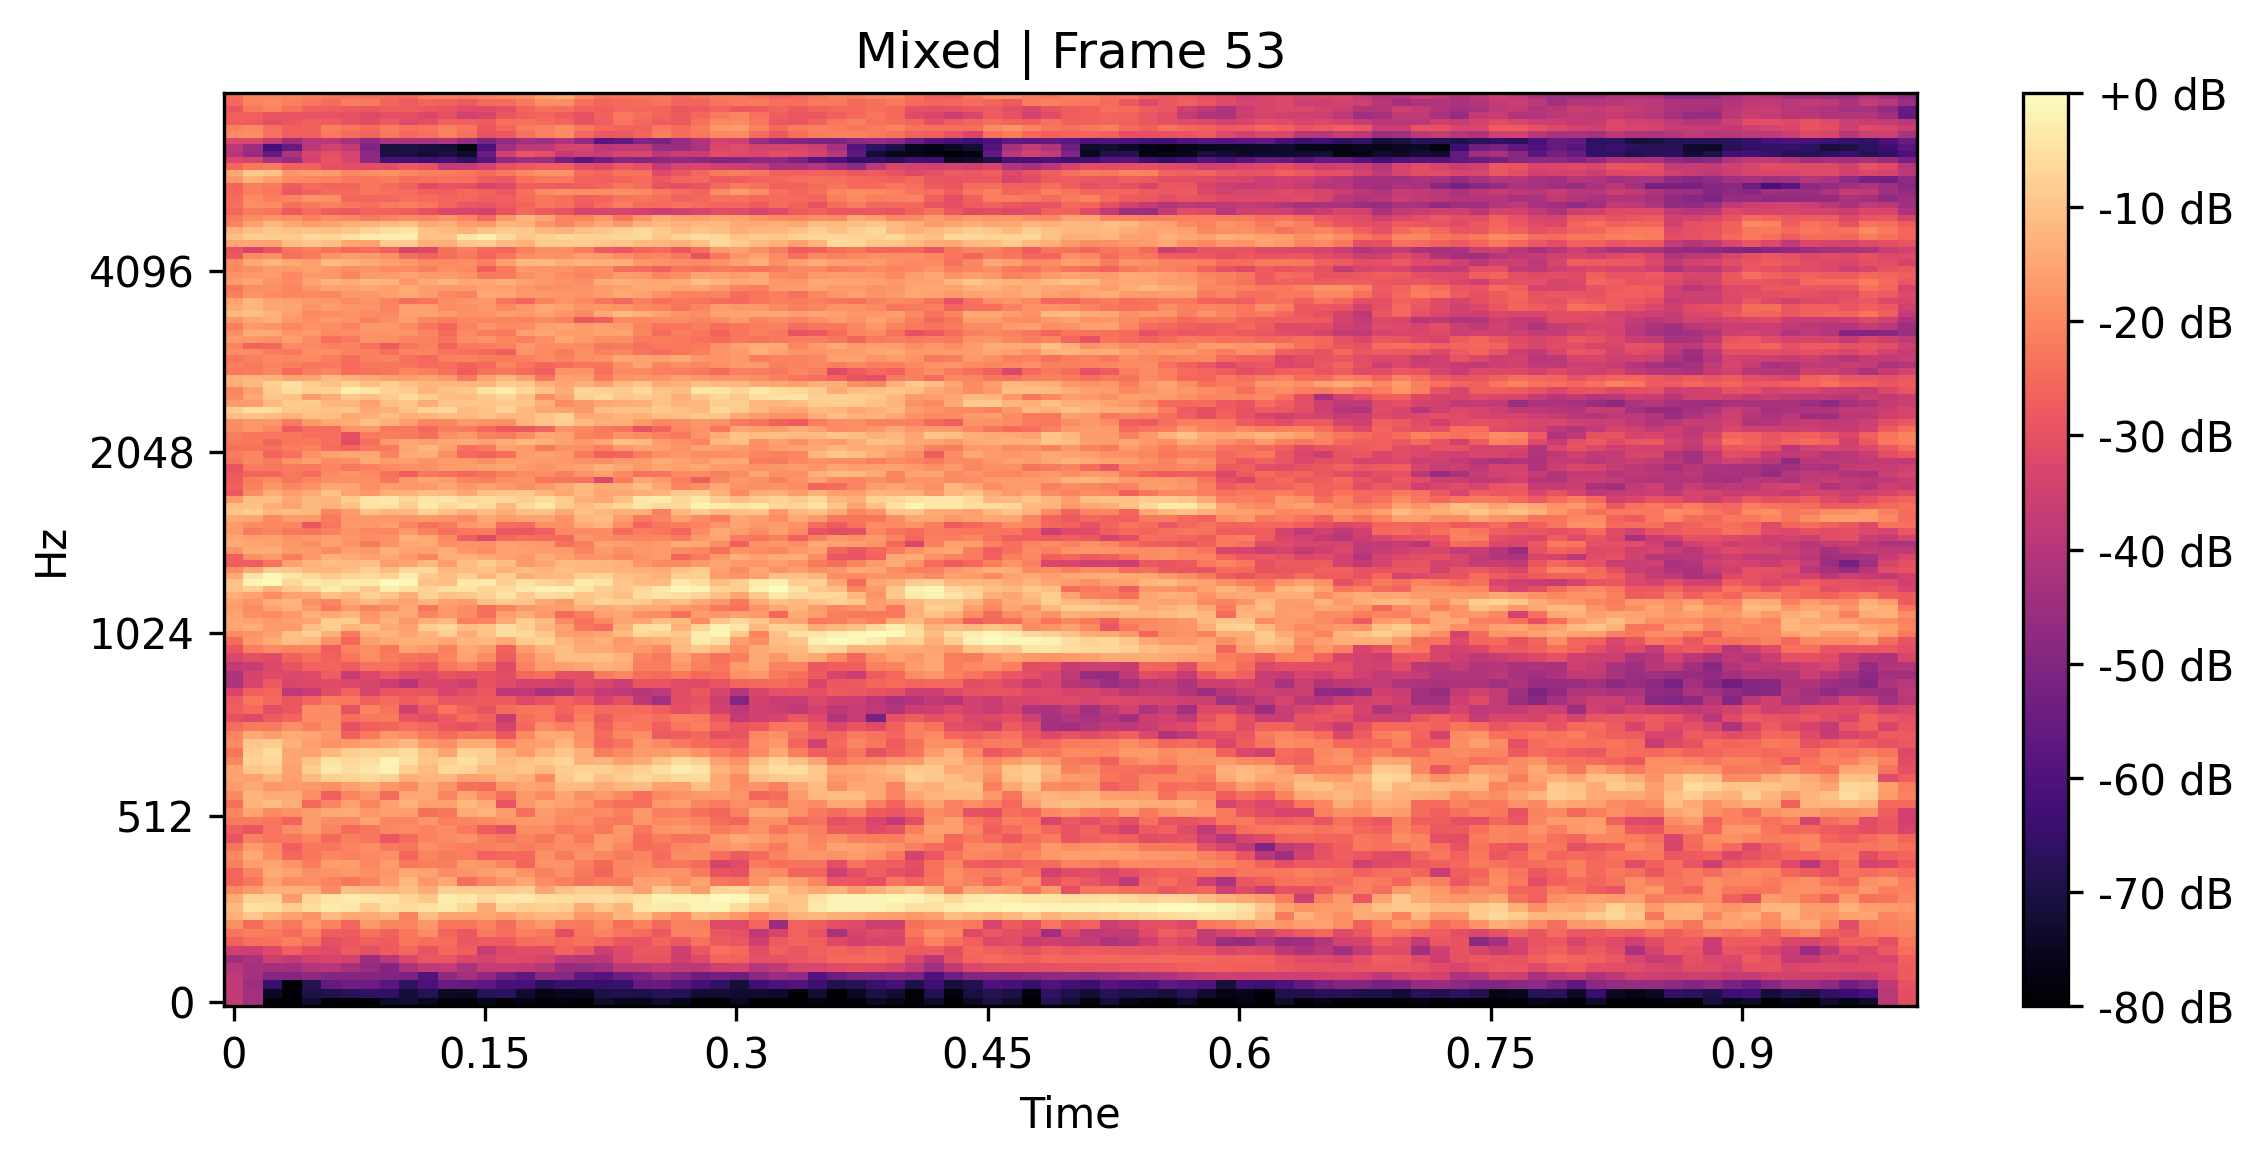 Mixed | Frame 53
+0 dB
-10 dB
-20 dB
-30 dB
-40 dB
-50 dB
-60 dB
-70 dB
-80 dB
Hz
4096
2048
1024
512
0
0 0.15 0.3 0.45 0.6 0.75 0.9
Time